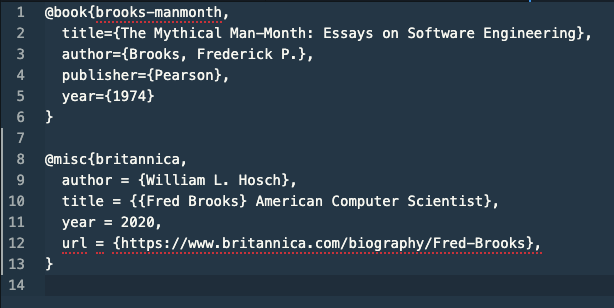 1 @book{brooks-manmonth,
2 title={The Mythical Man-Month: Essays on Software Engineering},
3 author={Brooks, Frederick P.},
4 publisher={Pearson},
5 year={1974}
6 }
7
8 @misc{britannica,
9 author = {William L. Hosch},
10 title = {{Fred Brooks} American Computer Scientist},
11 year = 2020,
12 url = {https://www.britannica.com/biography/Fred-Brooks},
13 }
14